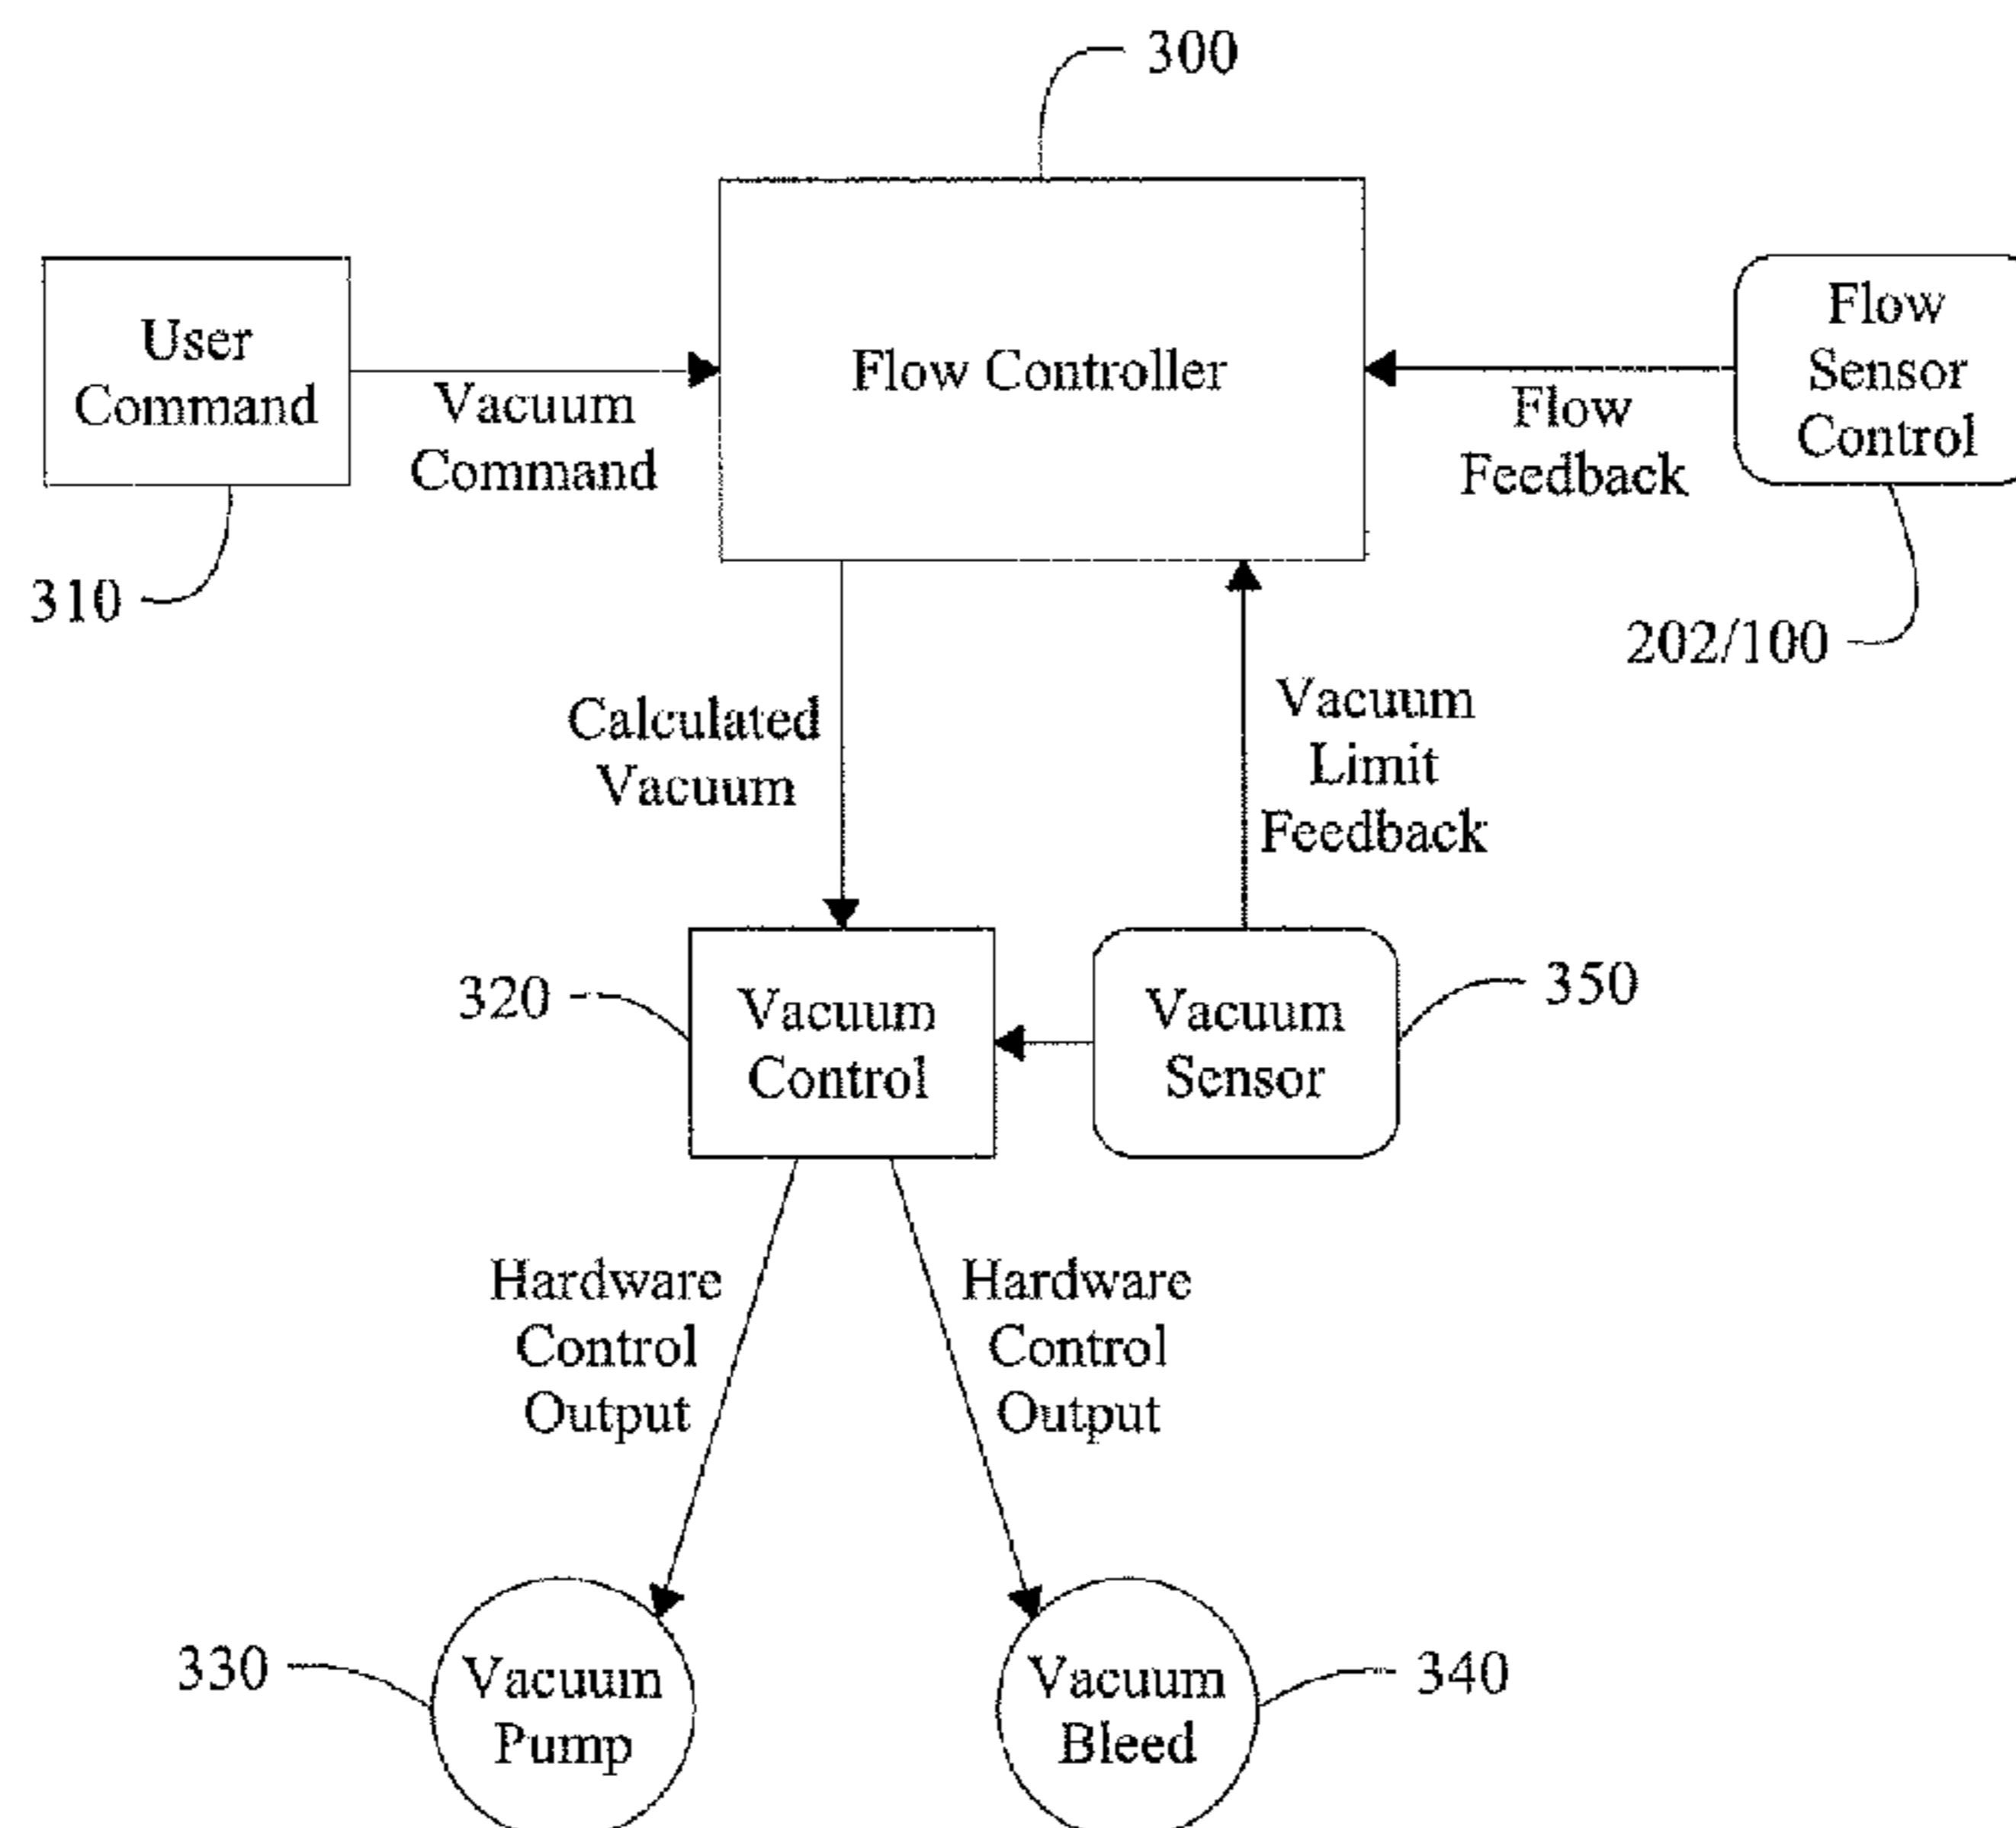 300
User
Command
Vacuum
Command
Flow Controller
Flow
Feedback
Flow
Sensor
Control
310
202/100
Calculated
Vacuum
Vacuum
Limit
Feedback
320
Vacuum
Control
Vacuum
Sensor
350
Hardware
Control
Output
Hardware
Control
Output
330
Vacuum
Pump
Vacuum
Bleed
340